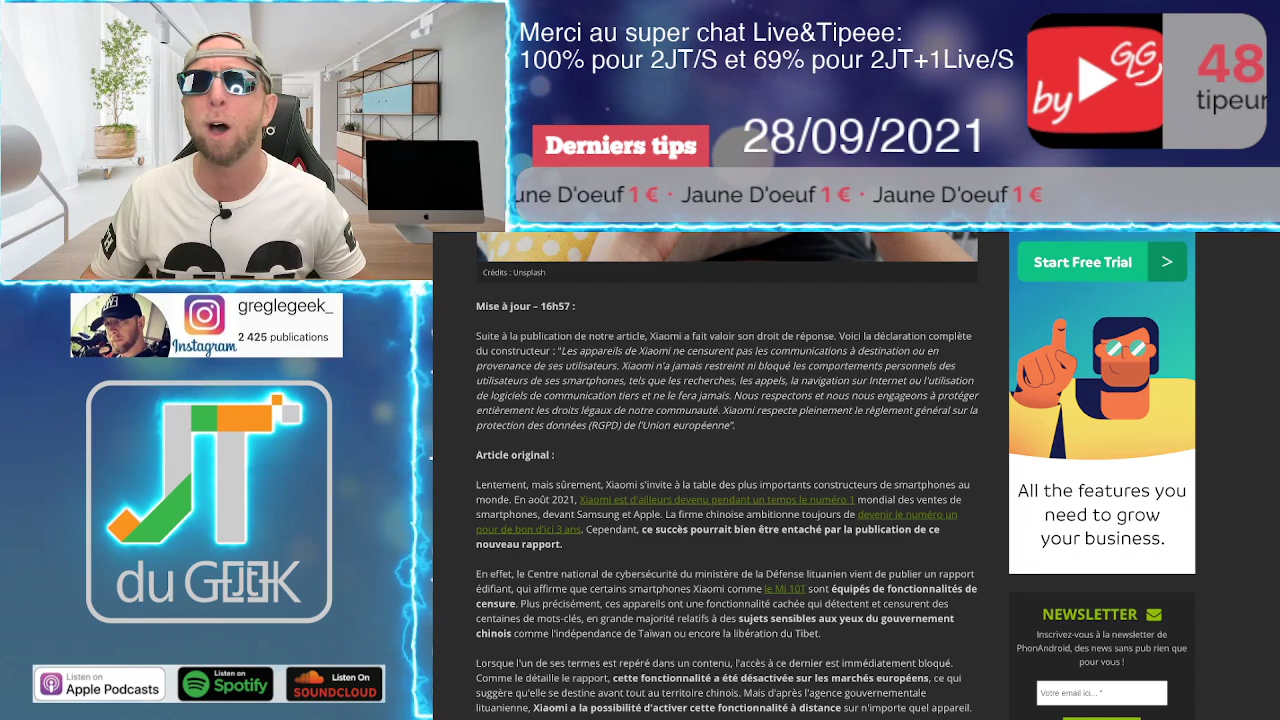 Merci au super chat Live&Tipeee:
100% pour 2JT/S et 69% pour 2JT+1Live/S
by GLG
48
tipeur
Derniers tips
28/09/2021
une D'oeuf 1 € · Jaune D'oeuf 1 € · Jaune D'oeuf 1 €
Crédits : Unsplash
Mise à jour – 16h57 :
Suite à la publication de notre article, Xiaomi a fait valoir son droit de réponse. Voici la déclaration complète
du constructeur : “Les appareils de Xiaomi ne censurent pas les communications à destination ou en
provenance de ses utilisateurs. Xiaomi n'a jamais restreint ni bloqué les comportements personnels des
utilisateurs de ses smartphones, tels que les recherches, les appels, la navigation sur Internet ou l'utilisation
de logiciels de communication tiers et ne le fera jamais. Nous respectons et nous nous engageons à protéger
entièrement les droits légaux de notre communauté. Xiaomi respecte pleinement le règlement général sur la
protection des données (RGPD) de l'Union européenne”.
Article original :
Lentement, mais sûrement, Xiaomi s'invite à la table des plus importants constructeurs de smartphones au
monde. En août 2021, Xiaomi est d'ailleurs devenu pendant un temps le numéro 1 mondial des ventes de
smartphones, devant Samsung et Apple. La firme chinoise ambitionne toujours de devenir le numéro un
pour de bon d'ici 3 ans. Cependant, ce succès pourrait bien être entaché par la publication de ce
nouveau rapport.
En effet, le Centre national de cybersécurité du ministère de la Défense lituanien vient de publier un rapport
édifiant, qui affirme que certains smartphones Xiaomi comme le Mi 10T sont équipés de fonctionnalités de
censure. Plus précisément, ces appareils ont une fonctionnalité cachée qui détectent et censurent des
centaines de mots-clés, en grande majorité relatifs à des sujets sensibles aux yeux du gouvernement
chinois comme l'indépendance de Taïwan ou encore la libération du Tibet.
Lorsque l'un de ses termes est repéré dans un contenu, l'accès à ce dernier est immédiatement bloqué.
Comme le détaille le rapport, cette fonctionnalité a été désactivée sur les marchés européens, ce qui
suggère qu'elle se destine avant tout au territoire chinois. Mais d'après l'agence gouvernementale
lituanienne, Xiaomi a la possibilité d'activer cette fonctionnalité à distance sur n'importe quel appareil.
Start Free Trial >
All the features you
need to grow
your business.
NEWSLETTER
Inscrivez-vous à la newsletter de
PhonAndroid, des news sans pub rien que
pour vous !
Votre email ici... *
greglegeek_
Instagram
2 425 publications
JT
du GEEK
Listen on
Apple Podcasts
Listen on
Spotify
Listen On
SOUNDCLOUD